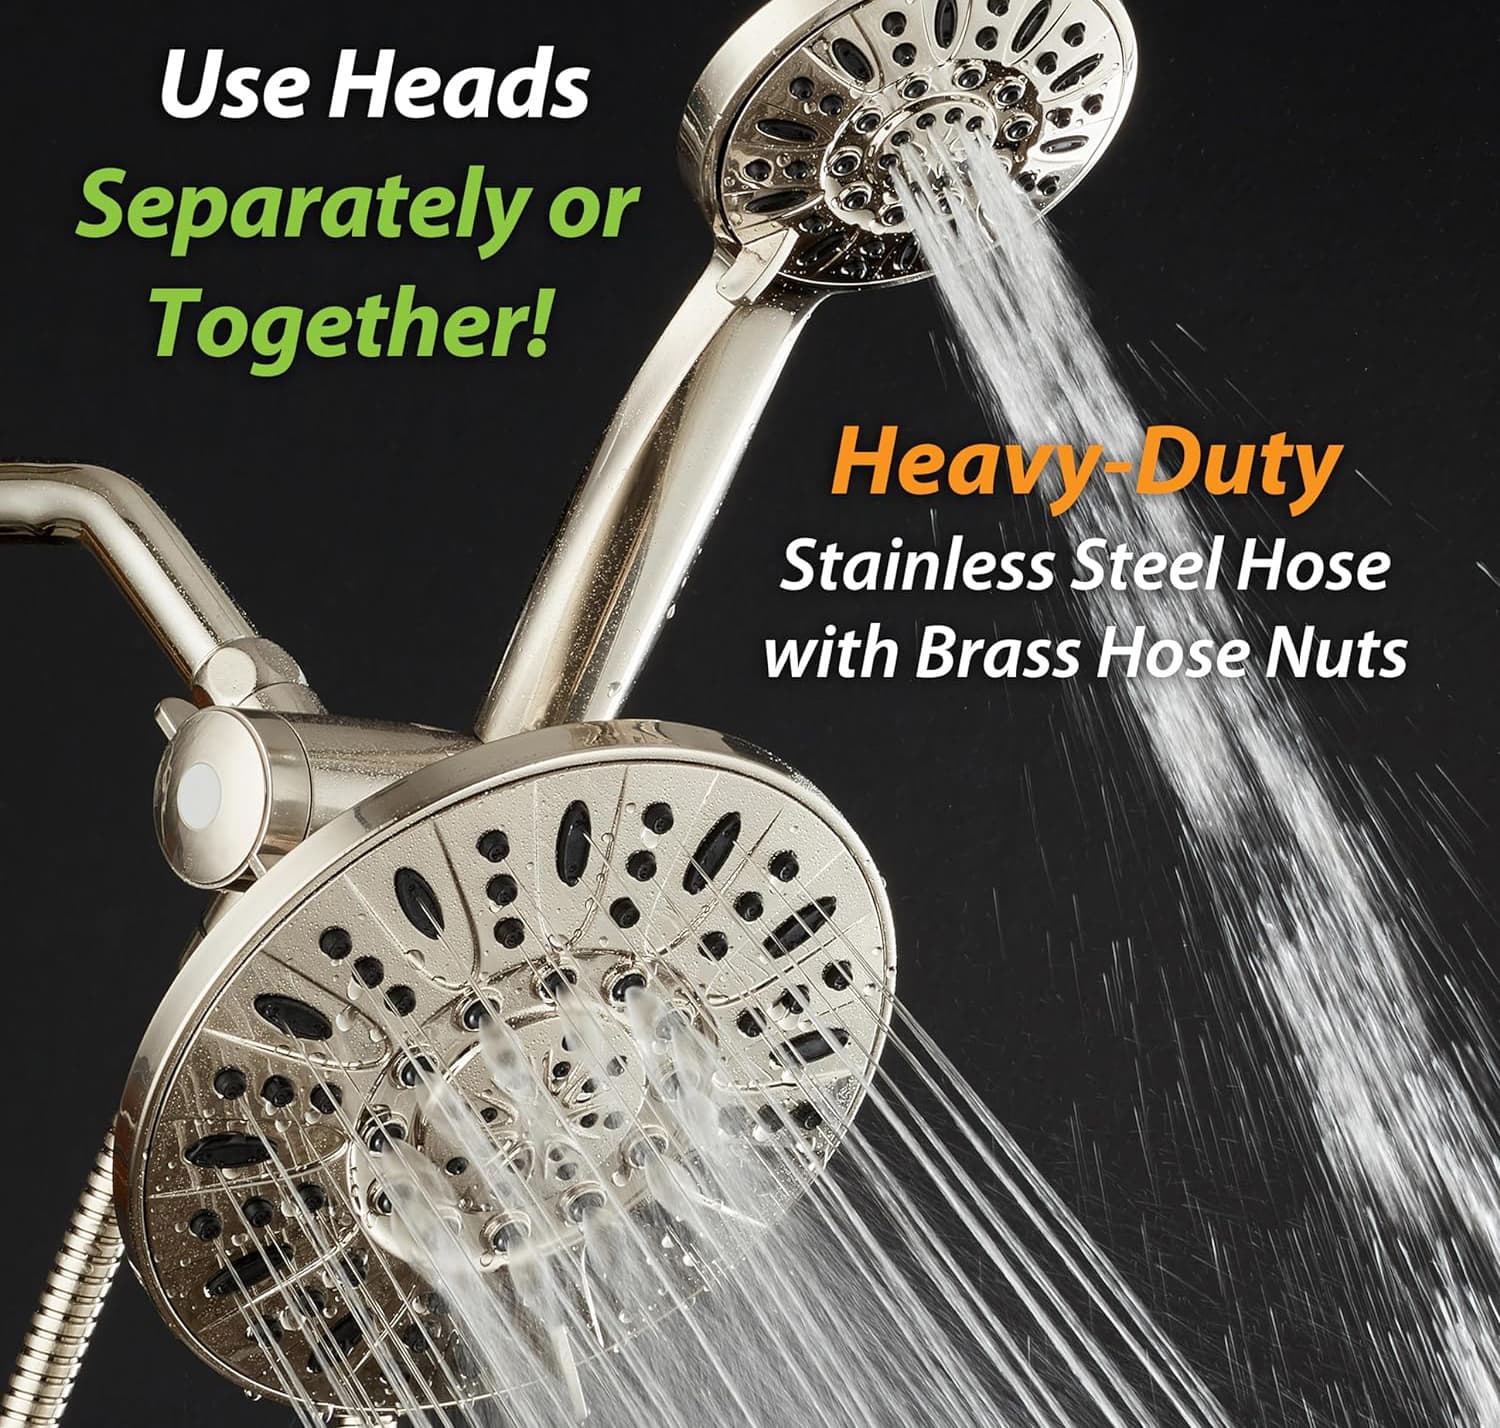 Use Heads
Separately or
Together!
Heavy-Duty
Stainless Steel Hose
with Brass Hose Nuts